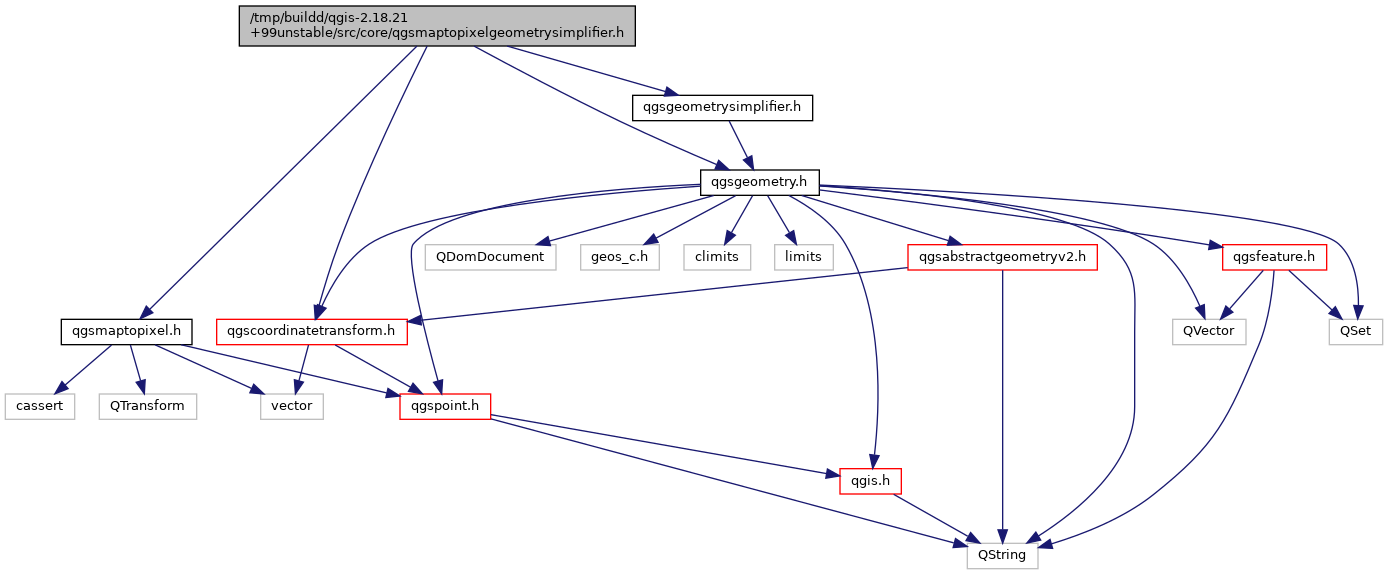 /tmp/buildd/qgis-2.18.21
+99unstable/src/core/qgsmaptopixelgeometrysimplifier.h
qgsgeometrysimplifier.h
qgsgeometry.h
QDomDocument
geos_c.h
climits
limits
qgsabstractgeometryv2.h
qgsfeature.h
qgsmaptopixel.h
qgscoordinatetransform.h
QVector
QSet
cassert
QTransform
vector
qgspoint.h
qgis.h
QString